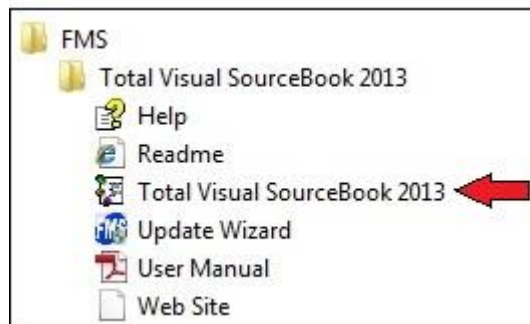 FMS
Total Visual SourceBook 2013
Help
Readme
Total Visual SourceBook 2013
Update Wizard
User Manual
Web Site